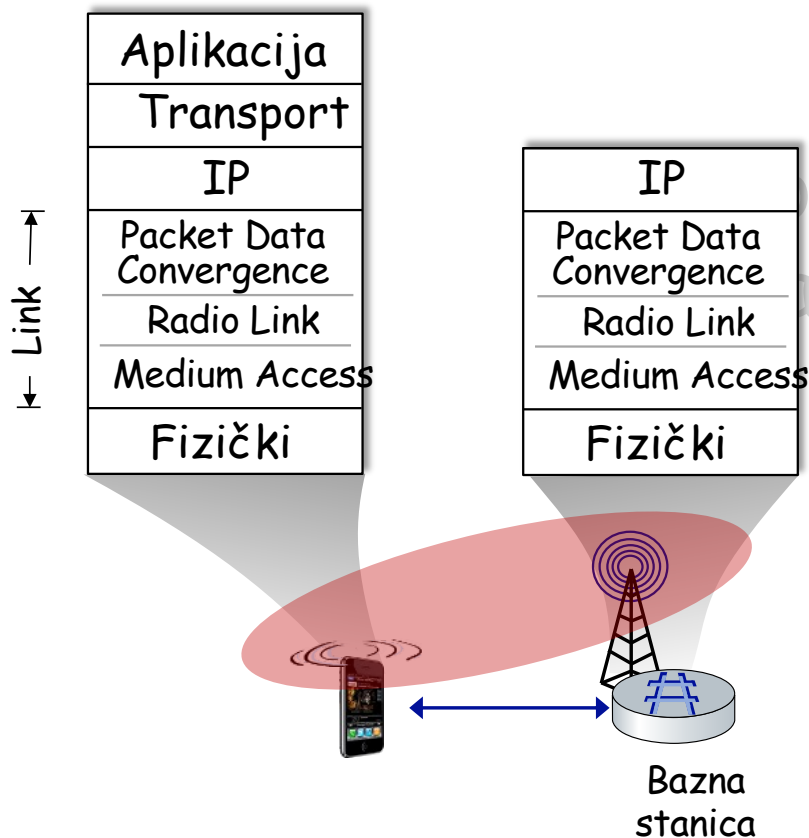 Aplikacija
Transport
IP
Packet Data
Convergence
Radio Link
Medium Access
Fizički
Link
IP
Packet Data
Convergence
Radio Link
Medium Access
Fizički
Bazna
stanica